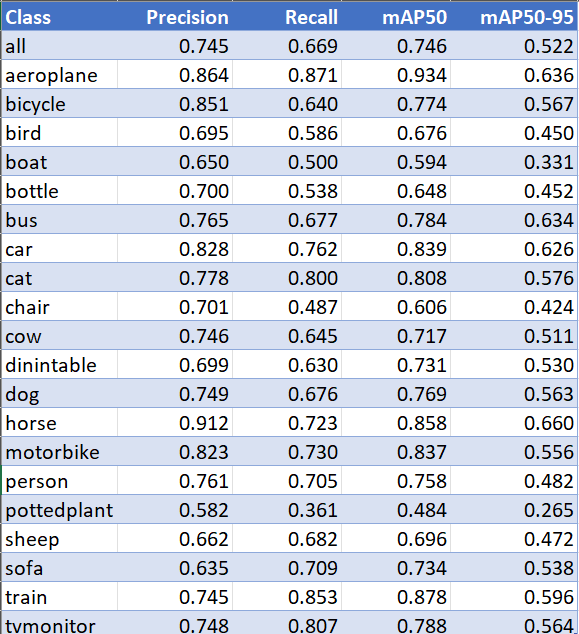 Class Precision Recall mAP50 mAP50-95
all 0.745 0.669 0.746 0.522
aeroplane 0.864 0.871 0.934 0.636
bicycle 0.851 0.640 0.774 0.567
bird 0.695 0.586 0.676 0.450
boat 0.650 0.500 0.594 0.331
bottle 0.700 0.538 0.648 0.452
bus 0.765 0.677 0.784 0.634
car 0.828 0.762 0.839 0.626
cat 0.778 0.800 0.808 0.576
chair 0.701 0.487 0.606 0.424
cow 0.746 0.645 0.717 0.511
dinintable 0.699 0.630 0.731 0.530
dog 0.749 0.676 0.769 0.563
horse 0.912 0.723 0.858 0.660
motorbike 0.823 0.730 0.837 0.556
person 0.761 0.705 0.758 0.482
pottedplant 0.582 0.361 0.484 0.265
sheep 0.662 0.682 0.696 0.472
sofa 0.635 0.709 0.734 0.538
train 0.745 0.853 0.878 0.596
tvmonitor 0.748 0.807 0.788 0.564